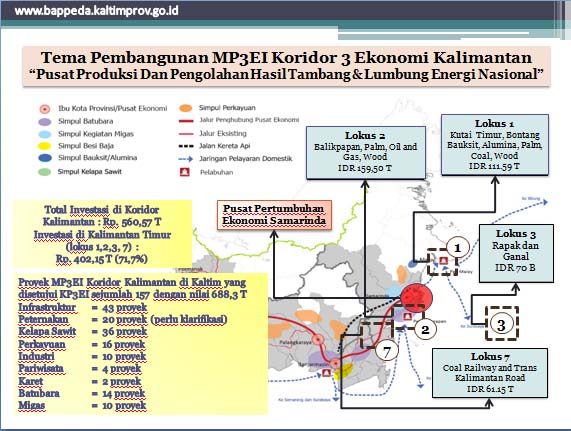 www.bappeda.kaltimprov.go.id
Tema Pembangunan MP3EI Koridor 3 Ekonomi Kalimantan
“Pusat Produksi Dan Pengolahan Hasil Tambang & Lumbung Energi Nasional”
Ibu Kota Provinsi/Pusat Ekonomi
Simpul Batubara
Simpul Kegiatan Migas
Simpul Besi Baja
Simpul Bauksit/Alumina
Simpul Kelapa Sawit
Simpul Perkayuan
Jalur Penghubung Pusat Ekonomi
Jalur Eksisting
Jalan Kereta Api
Jaringan Pelayaran Domestik
Pelabuhan
Lokus 2
Balikpapan, Palm, Oil and
Gas, Wood
IDR 159,50 T
Lokus 1
Kutai Timur, Bontang
Bauksit, Alumina, Palm,
Coal, Wood
IDR 111.59 T
Total Investasi di Koridor
Kalimantan : Rp. 560,57 T
Investasi di Kalimantan Timur
(lokus 1,2,3, 7) :
Rp. 402,15 T (71,7%)
Pusat Pertumbuhan
Ekonomi Samarinda
Lokus 3
Rapak dan
Ganal
IDR 70 B
Proyek MP3EI Koridor Kalimantan di Kaltim yang
disetujui KP3EI sejumlah 157 dengan nilai 688,3 T
Infrastruktur = 43 proyek
Peternakan = 20 proyek (perlu klarifikasi)
Kelapa Sawit = 36 proyek
Perkayuan = 16 proyek
Industri = 10 proyek
Pariwisata = 4 proyek
Karet = 2 proyek
Batubara = 14 proyek
Migas = 10 proyek
1
2
3
7
Samarinda
Palangkaraya
Banjarmasin
Ke Semarang dan Surabaya
Lokus 7
Coal Railway and Trans
Kalimantan Road
IDR 61.15 T